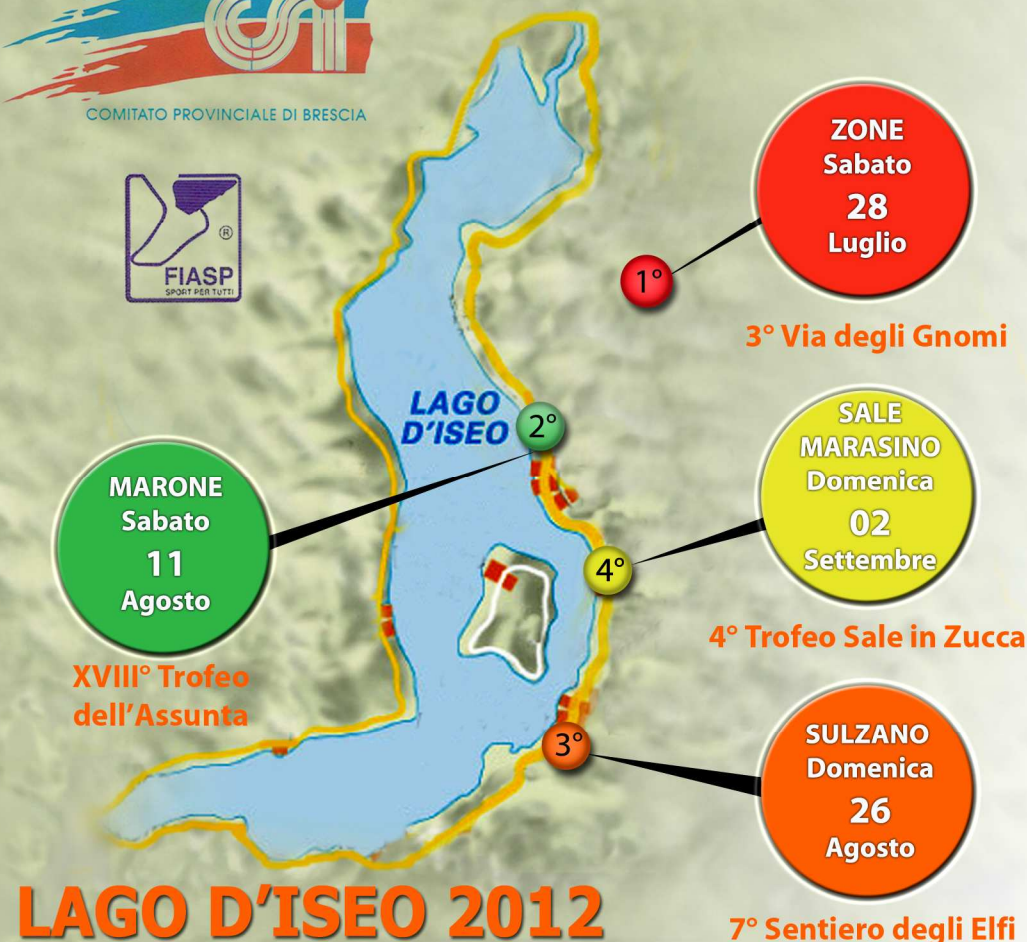 CSI
COMITATO PROVINCIALE DI BRESCIA
FIASP
®
SPORT PER TUTTI
ZONE
Sabato
28
Luglio
1°
3° Via degli Gnomi
LAGO
D'ISEO
2°
MARONE
Sabato
11
Agosto
XVIII° Trofeo
dell'Assunta
SALE
MARASINO
Domenica
02
Settembre
4°
4° Trofeo Sale in Zucca
3°
SULZANO
Domenica
26
Agosto
7° Sentiero degli Elfi
LAGO D'ISEO 2012